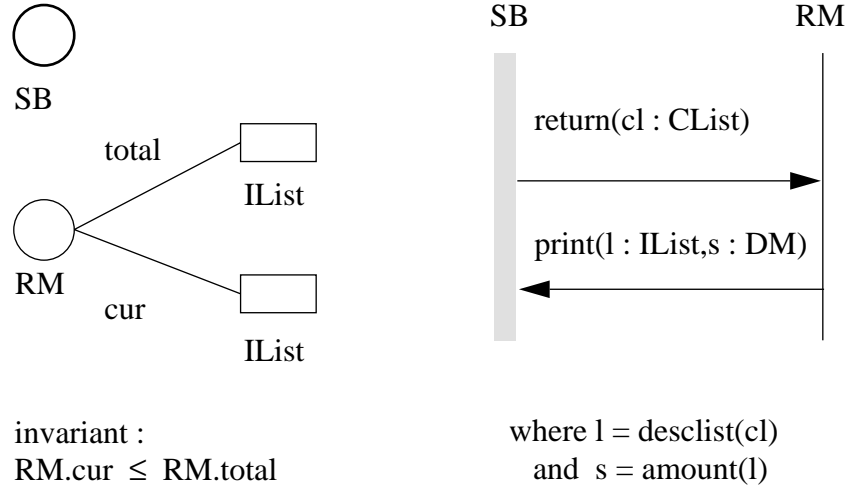 SB
total
IList
RM
cur
IList
invariant :
RM.cur ≤ RM.total
SB RM
return(cl : CList)
print(l : IList,s : DM)
where l = desclist(cl)
and s = amount(l)